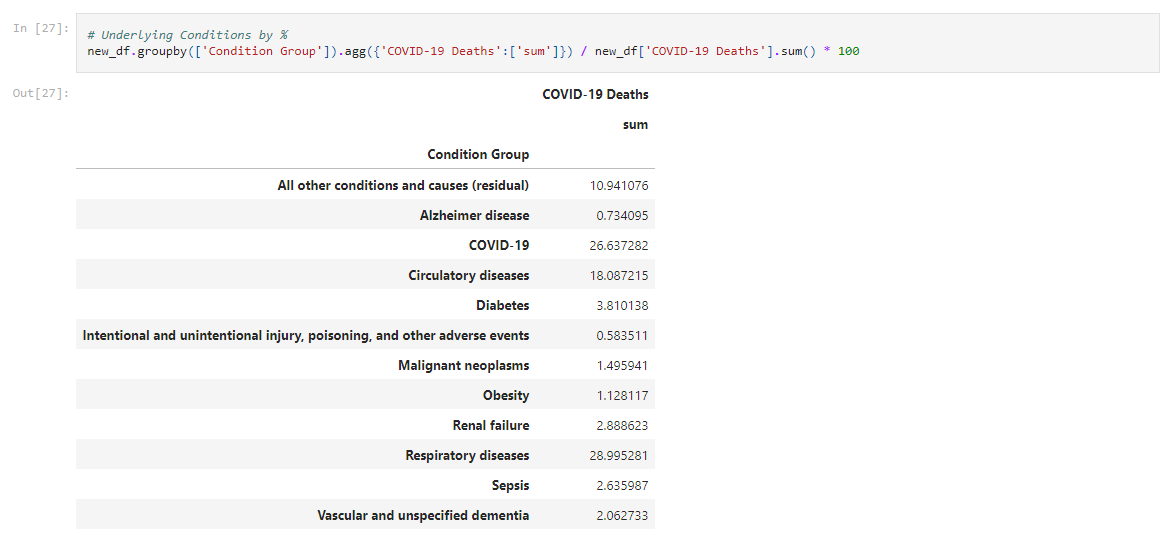 In [27]:
# Underlying Conditions by %
new_df.groupby(['Condition Group']).agg({'COVID-19 Deaths':['sum']}) / new_df['COVID-19 Deaths'].sum() * 100
Out[27]:
COVID-19 Deaths
sum
Condition Group
All other conditions and causes (residual) 10.941076
Alzheimer disease 0.734095
COVID-19 26.637282
Circulatory diseases 18.087215
Diabetes 3.810138
Intentional and unintentional injury, poisoning, and other adverse events 0.583511
Malignant neoplasms 1.495941
Obesity 1.128117
Renal failure 2.888623
Respiratory diseases 28.995281
Sepsis 2.635987
Vascular and unspecified dementia 2.062733